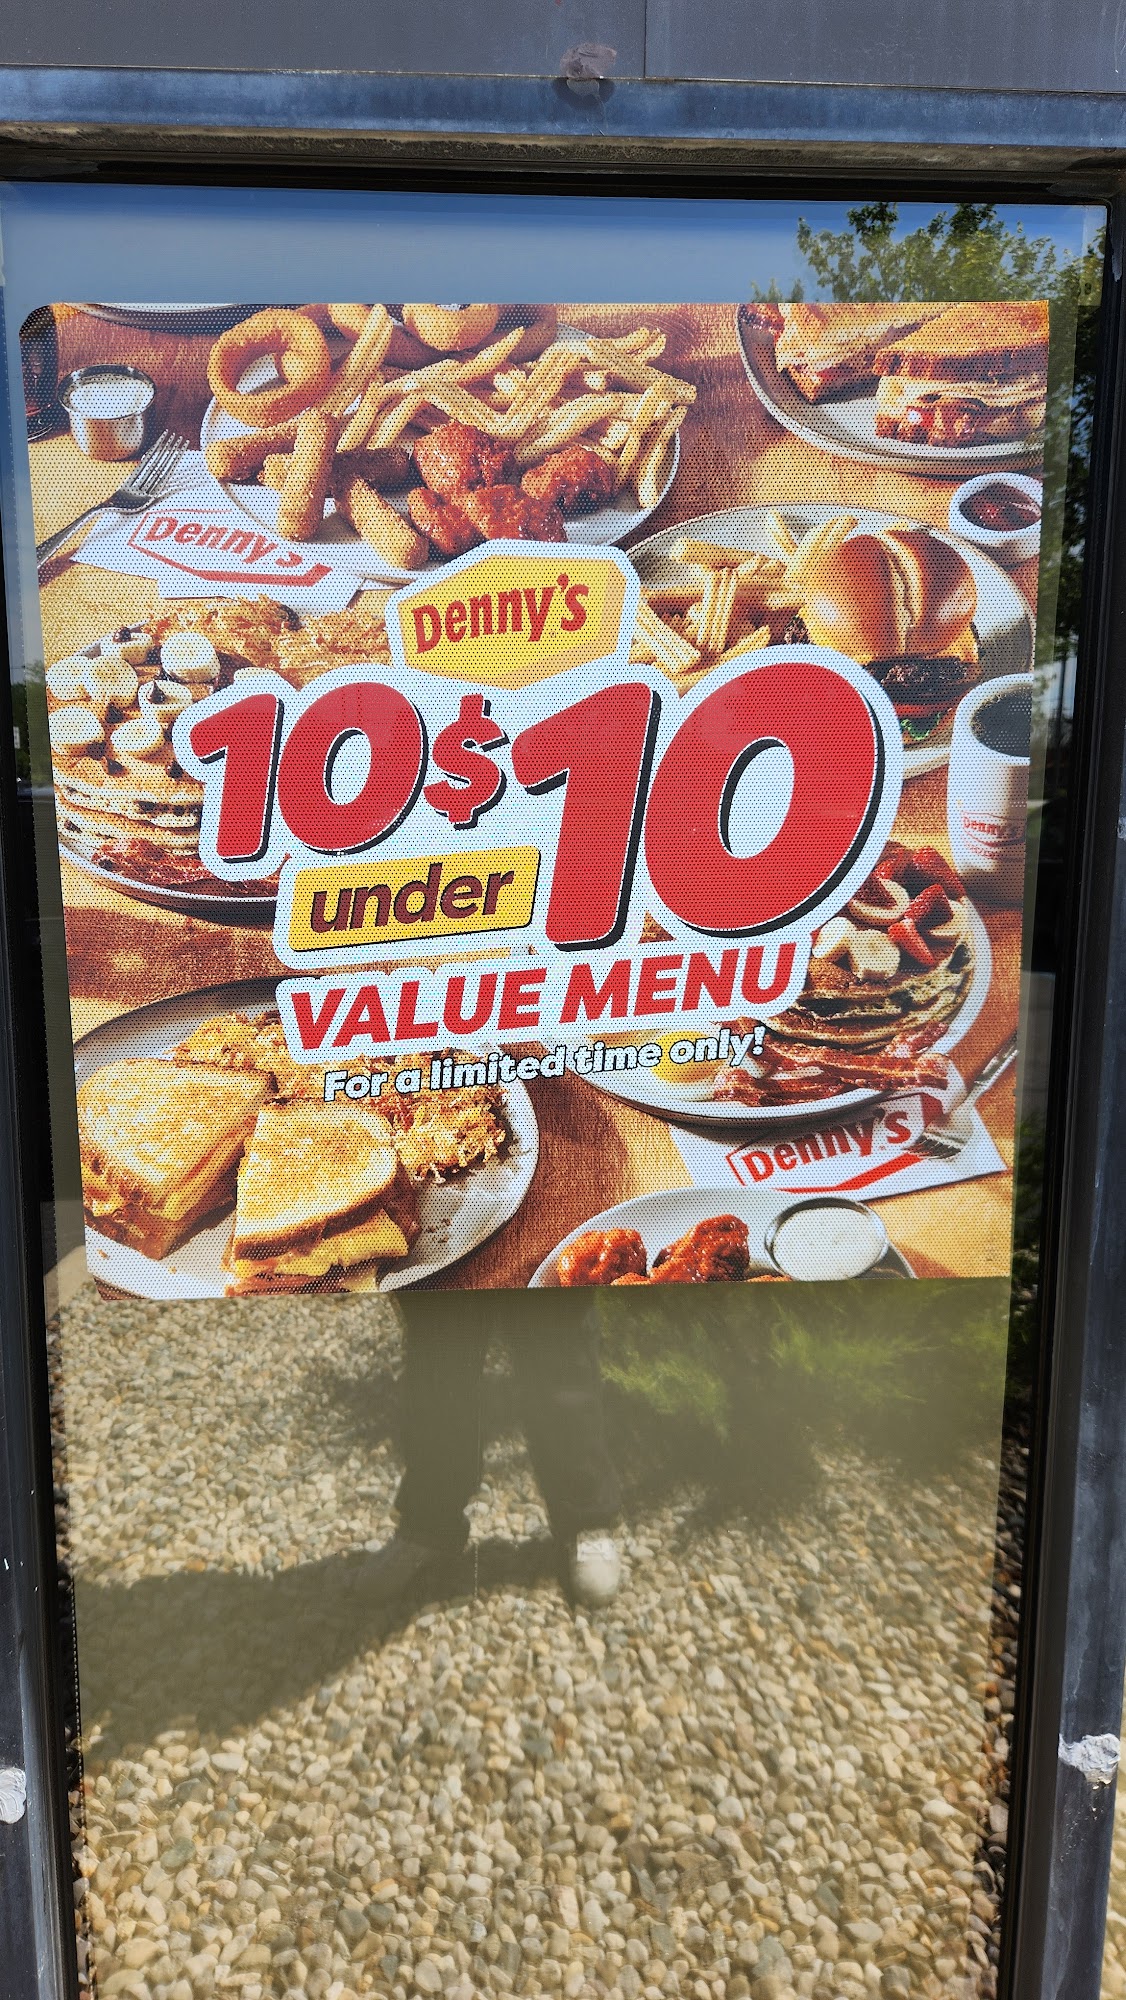 Denny's
Denny's
10 under $10
VALUE MENU
For a limited time only!
Denny's
Denny's